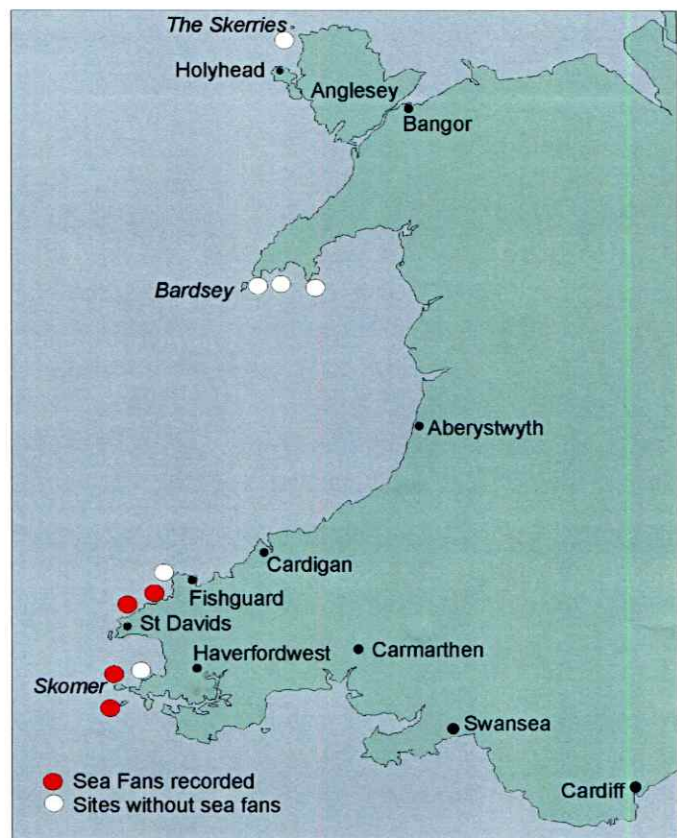 The Skerries
Holyhead
Anglesey
Bangor
Bardsey
Aberystwyth
Cardigan
Fishguard
St Davids
Haverfordwest
Carmarthen
Skomer
Swansea
Sea Fans recorded
Cardiff
Sites without sea fans